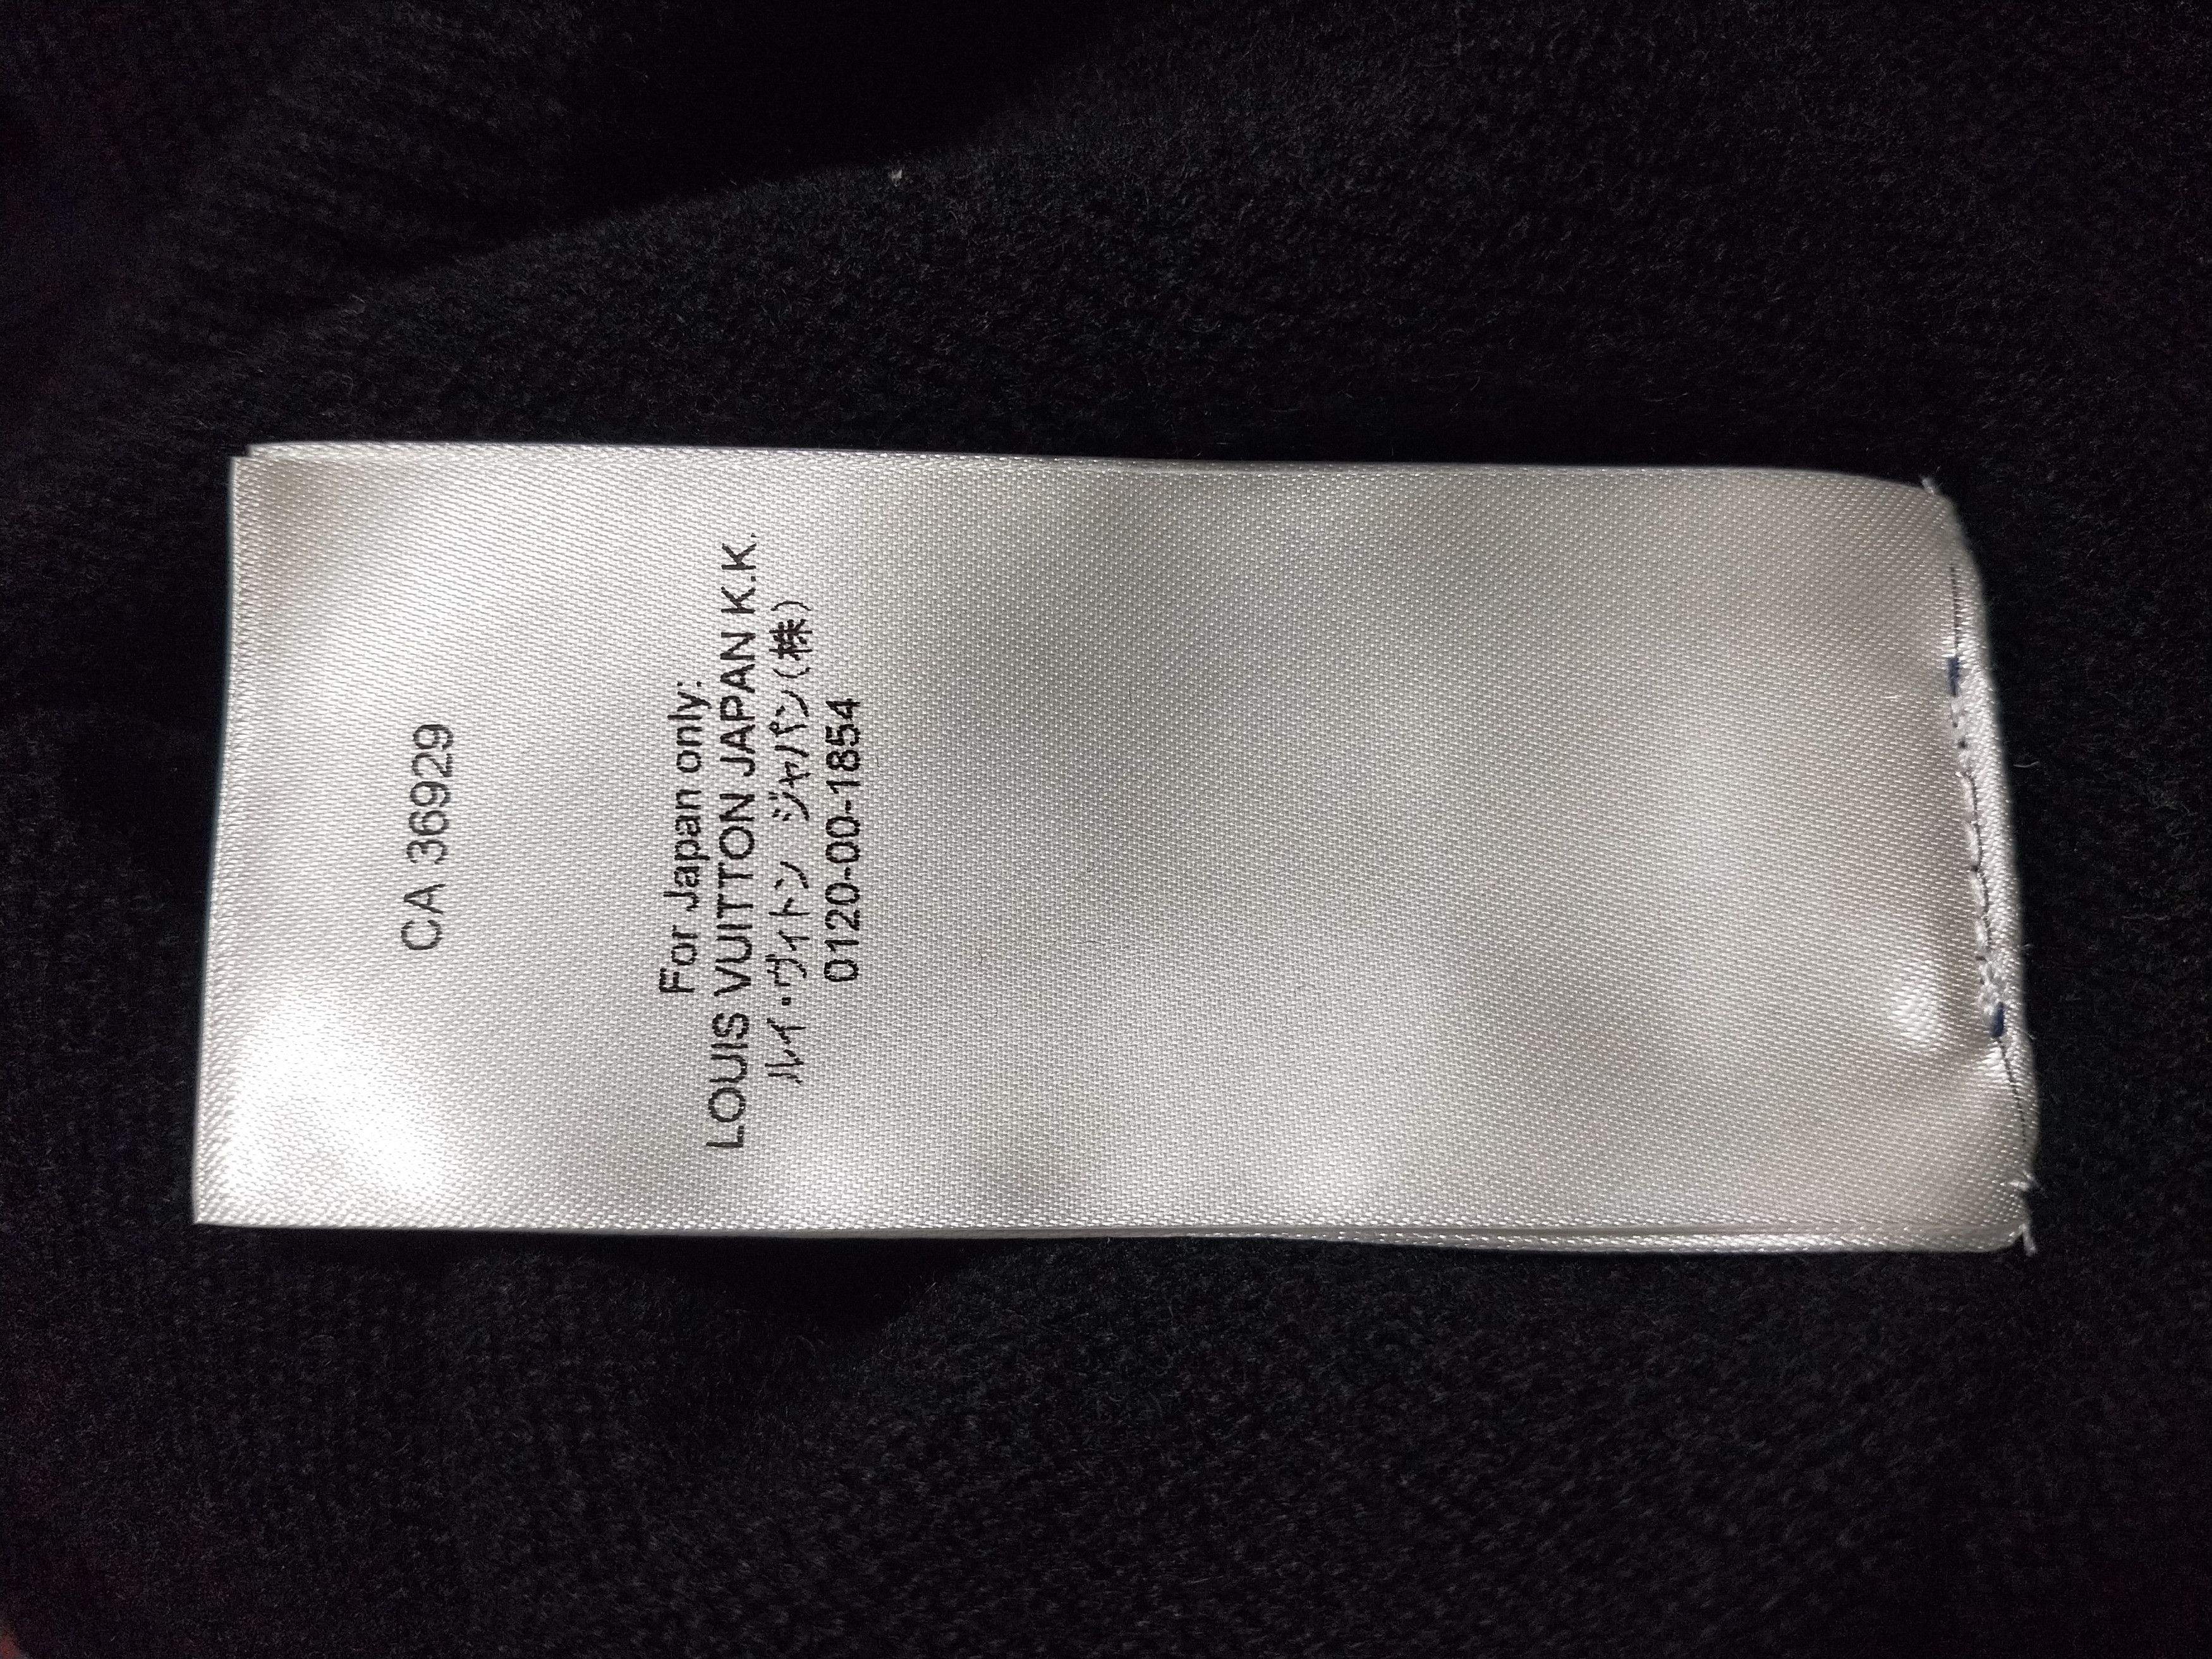 CA 36929
For Japan only:
LOUIS VUITTON JAPAN K.K.
ルイ・ヴィトン ジャパン(株)
0120-00-1854